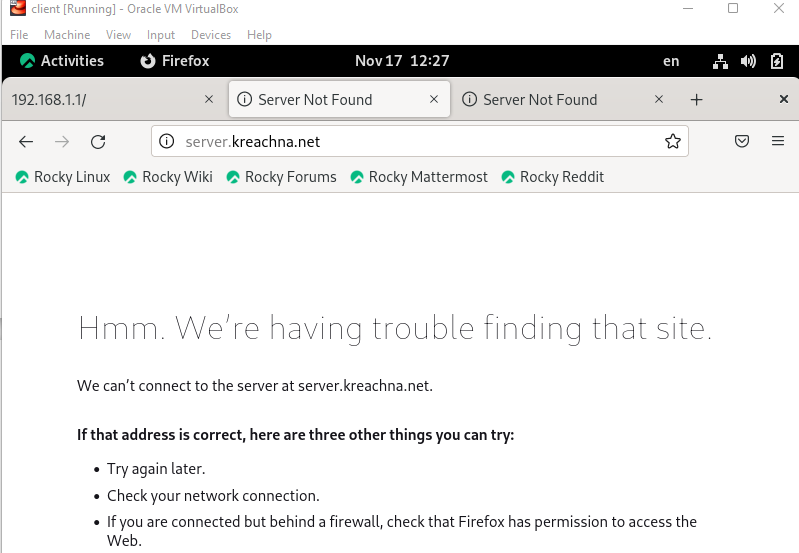 client [Running] - Oracle VM VirtualBox
File Machine View Input Devices Help
Activities Firefox Nov 17 12:27 en
192.168.1.1/ Server Not Found Server Not Found
server.kreachna.net
Rocky Linux Rocky Wiki Rocky Forums Rocky Mattermost Rocky Reddit
Hmm. We’re having trouble finding that site.
We can’t connect to the server at server.kreachna.net.
If that address is correct, here are three other things you can try:
• Try again later.
• Check your network connection.
• If you are connected but behind a firewall, check that Firefox has permission to access the
Web.